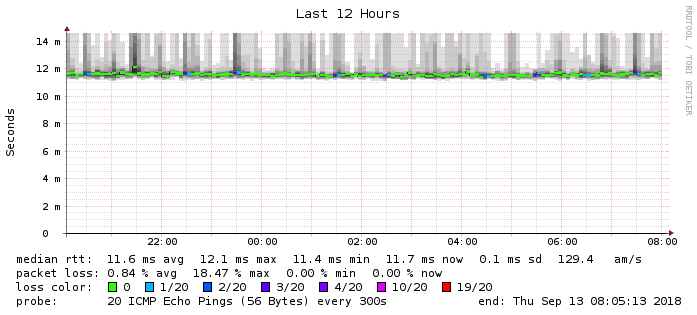 Last 12 Hours
RRDTOOL / TOBI OETIKER
Seconds
14 m
12 m
10 m
8 m
6 m
4 m
2 m
0
22:00 00:00 02:00 04:00 06:00 08:00
median rtt: 11.6 ms avg 12.1 ms max 11.4 ms min 11.7 ms now 0.1 ms sd 129.4 am/s
packet loss: 0.84 % avg 18.47 % max 0.00 % min 0.00 % now
loss color: 0 1/20 2/20 3/20 4/20 10/20 19/20
probe: 20 ICMP Echo Pings (56 Bytes) every 300s end: Thu Sep 13 08:05:13 2018